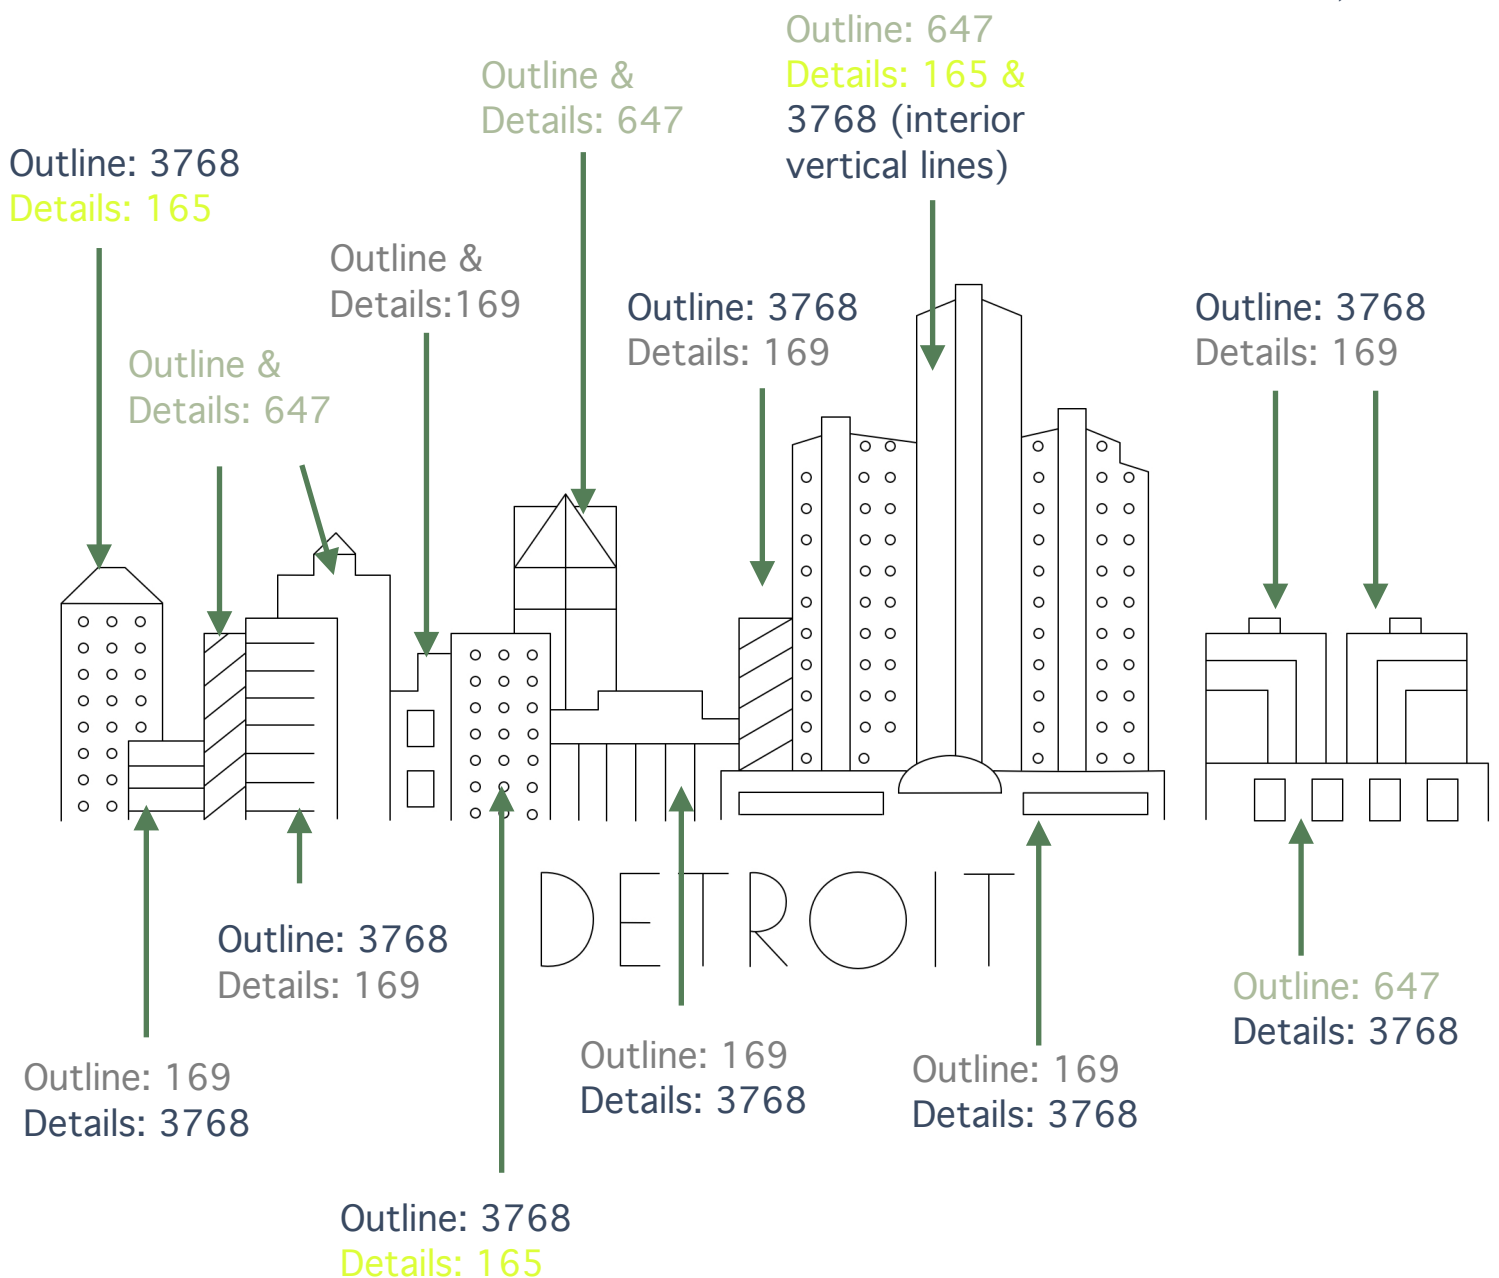 Outline: 647
Details: 165 &
3768 (interior
vertical lines)
Outline &
Details: 647
Outline: 3768
Details: 165
Outline &
Details:169
Outline: 3768
Details: 169
Outline: 3768
Details: 169
Outline &
Details: 647
DETROIT
Outline: 3768
Details: 169
Outline: 647
Details: 3768
Outline: 169
Details: 3768
Outline: 169
Details: 3768
Outline: 169
Details: 3768
Outline: 3768
Details: 165